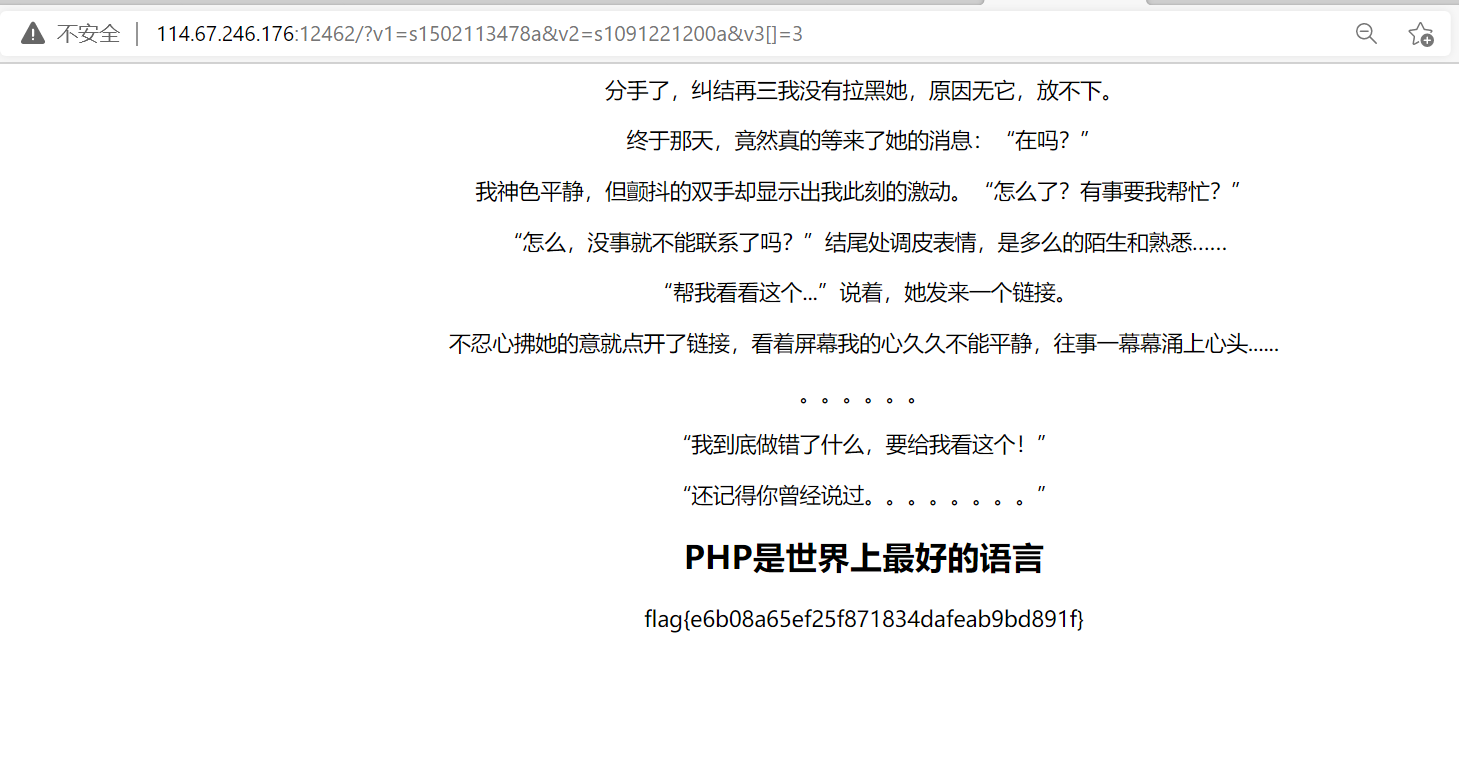 不安全 | 114.67.246.176:12462/?v1=s1502113478a&v2=s1091221200a&v3[]=3
分手了，纠结再三我没有拉黑她，原因无它，放不下。
终于那天，竟然真的等来了她的消息：“在吗？”
我神色平静，但颤抖的双手却显示出我此刻的激动。“怎么了？有事要我帮忙？”
“怎么，没事就不能联系了吗？”结尾处调皮表情，是多么的陌生和熟悉……
“帮我看看这个...”说着，她发来一个链接。
不忍心拂她的意就点开了链接，看着屏幕我的心久久不能平静，往事一幕幕涌上心头......
。。。。。。
“我到底做错了什么，要给我看这个！”
“还记得你曾经说过。。。。。。。。”
PHP是世界上最好的语言
flag{e6b08a65ef25f871834dafeab9bd891f}